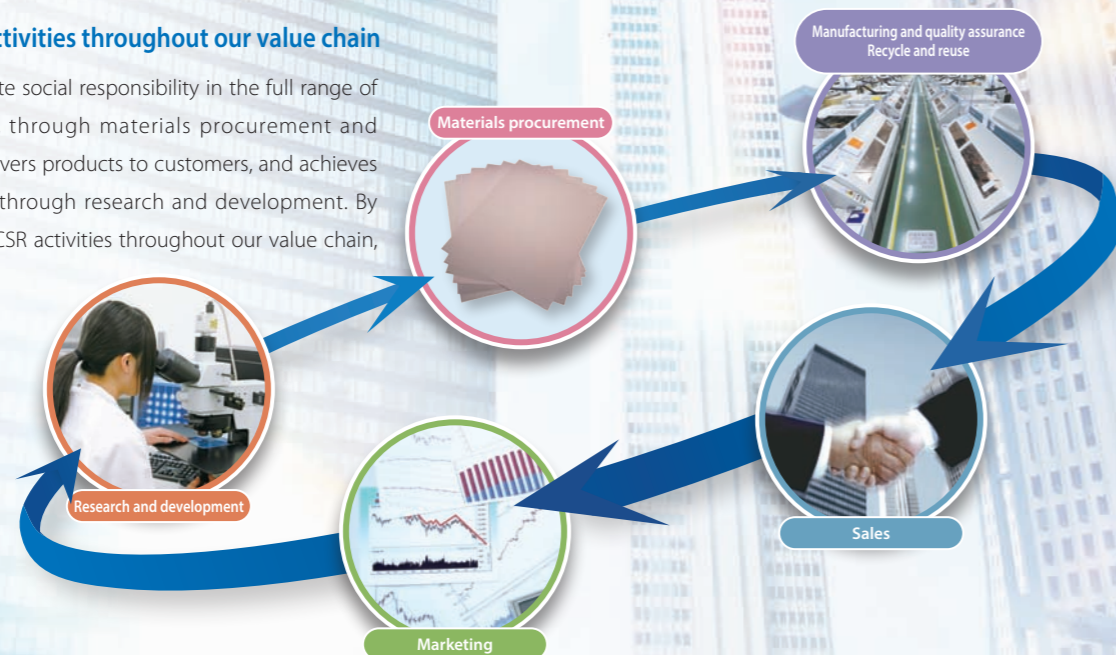 ctivities throughout our value chain
te social responsibility in the full range of
through materials procurement and
vers products to customers, and achieves
through research and development. By
CSR activities throughout our value chain,
Manufacturing and quality assurance
Recycle and reuse
Materials procurement
Research and development
Sales
Marketing